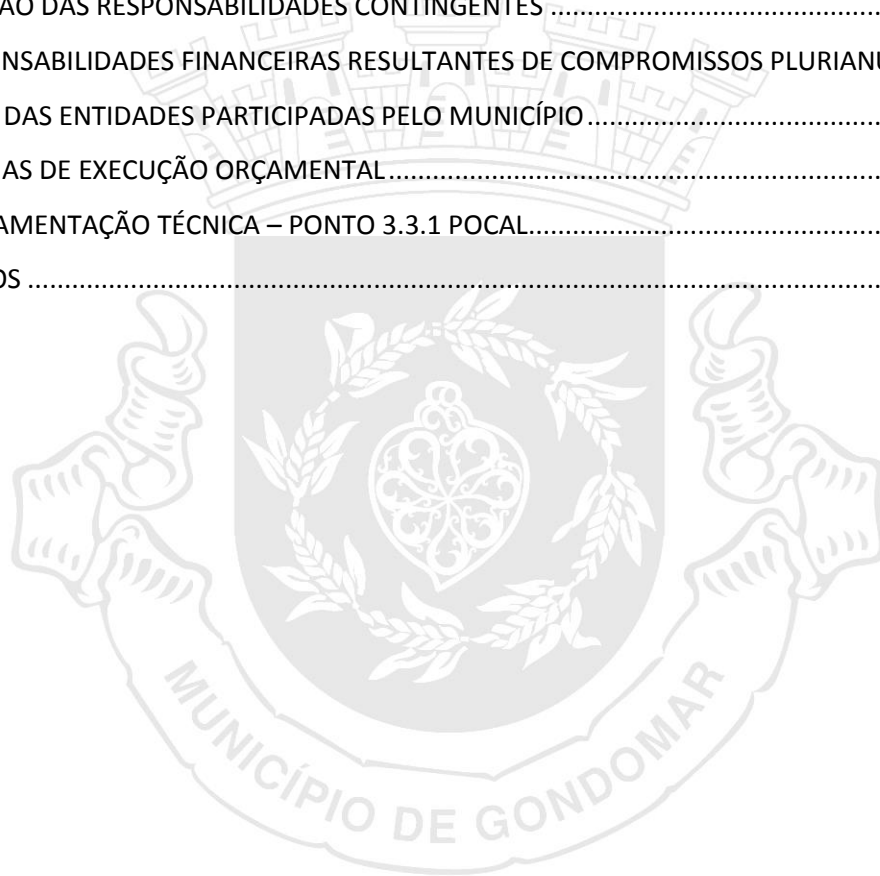 ÇÃO DAS RESPONSABILIDADES CONTINGENTES ..............................................
NSABILIDADES FINANCEIRAS RESULTANTES DE COMPROMISSOS PLURIANU
DAS ENTIDADES PARTICIPADAS PELO MUNICÍPIO ..........................................
AS DE EXECUÇÃO ORÇAMENTAL ................................................................
AMENTAÇÃO TÉCNICA – PONTO 3.3.1 POCAL..............................................
OS ..............................................................................................................
MUNICÍPIO DE GONDOMAR